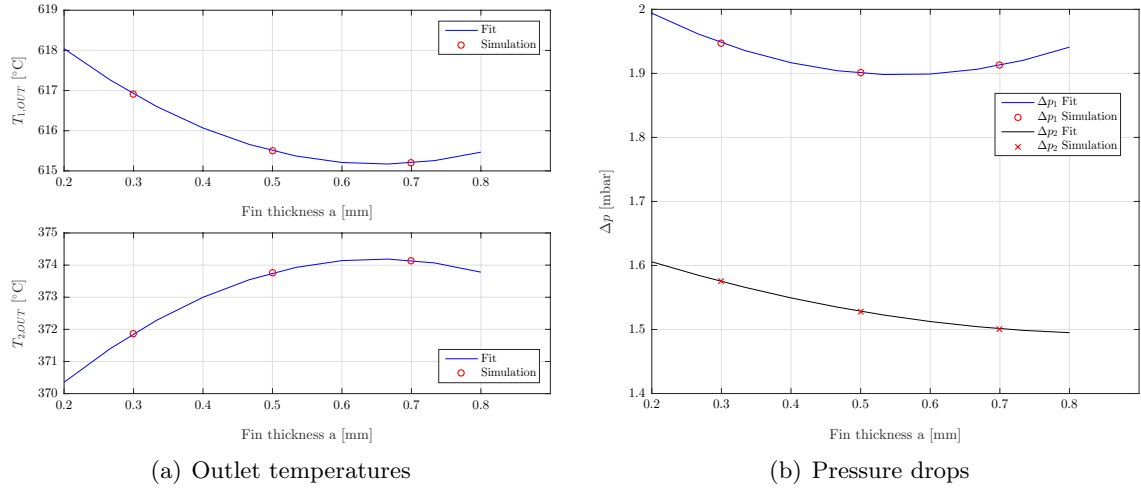 619
618
617
616
615
T1,OUT [°C]
0.2 0.3 0.4 0.5 0.6 0.7 0.8
Fin thickness a [mm]
Fit
Simulation
375
374
373
372
371
370
T2,OUT [°C]
0.2 0.3 0.4 0.5 0.6 0.7 0.8
Fin thickness a [mm]
Fit
Simulation
(a) Outlet temperatures
2
1.9
1.8
1.7
1.6
1.5
1.4
Δp [mbar]
0.2 0.3 0.4 0.5 0.6 0.7 0.8
Fin thickness a [mm]
Δp1 Fit
Δp1 Simulation
Δp2 Fit
Δp2 Simulation
(b) Pressure drops